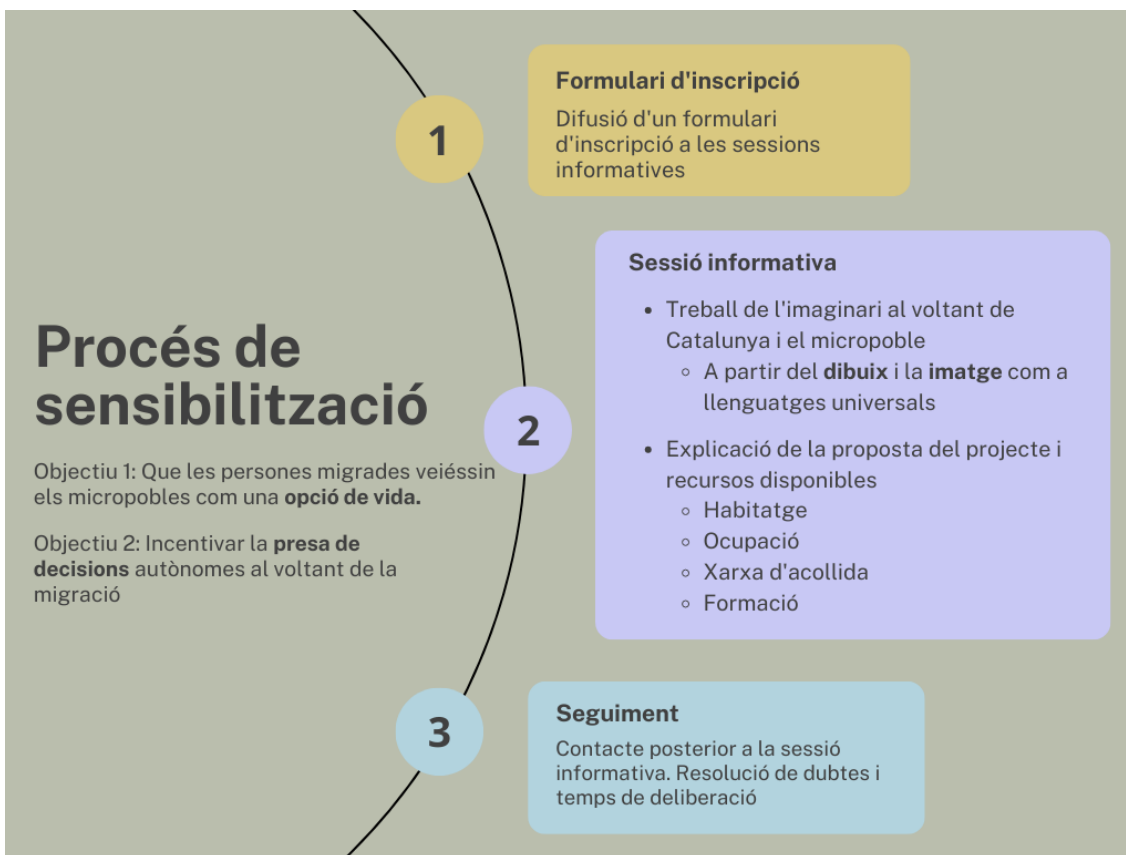 Procés de
sensibilització
Objectiu 1: Que les persones migrades veiéssin
els micropobles com una opció de vida.
Objectiu 2: Incentivar la presa de
decisions autònomes al voltant de la
migració
1
Formulari d'inscripció
Difusió d'un formulari
d'inscripció a les sessions
informatives
2
Sessió informativa
• Treball de l'imaginari al voltant de
Catalunya i el micropoble
◦ A partir del dibuix i la imatge com a
llenguatges universals
• Explicació de la proposta del projecte i
recursos disponibles
◦ Habitatge
◦ Ocupació
◦ Xarxa d'acollida
◦ Formació
3
Seguiment
Contacte posterior a la sessió
informativa. Resolució de dubtes i
temps de deliberació